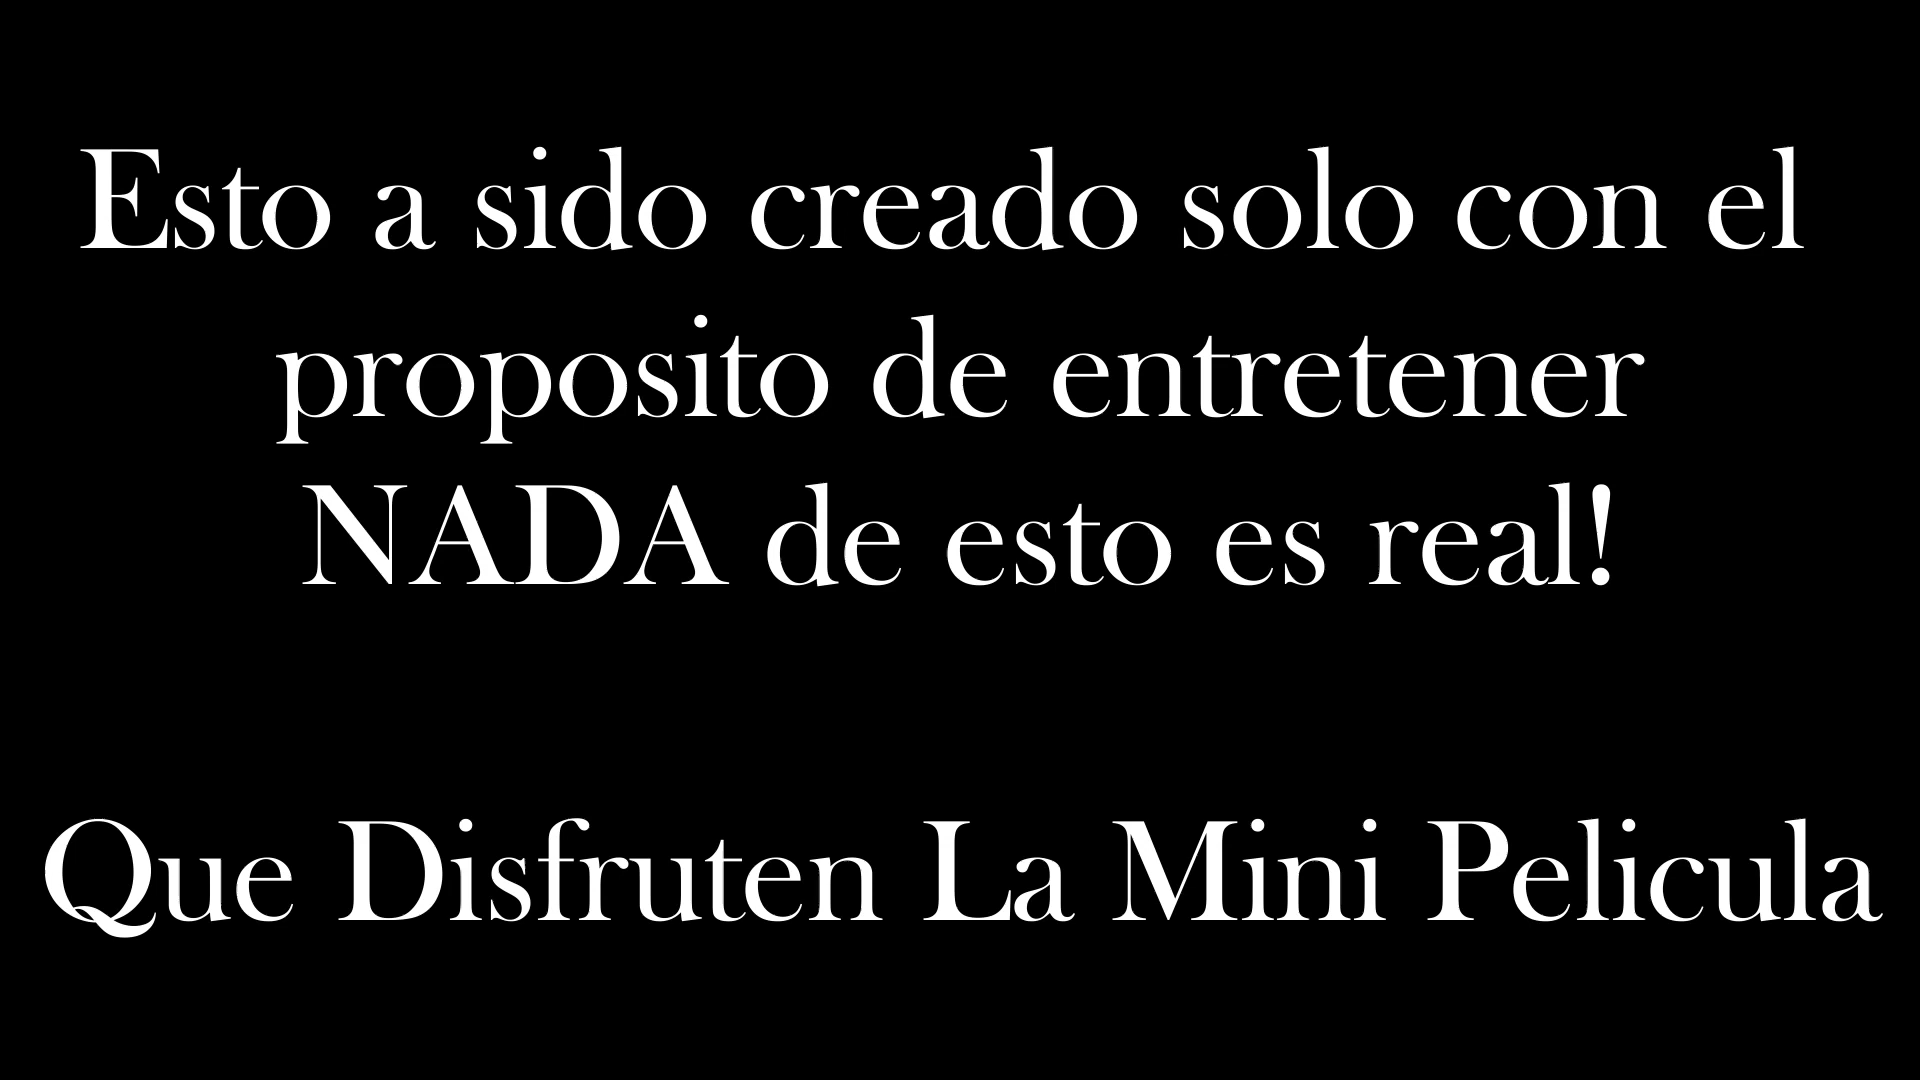 Esto a sido creado solo con el
proposito de entretener
NADA de esto es real!
Que Disfruten La Mini Pelicula